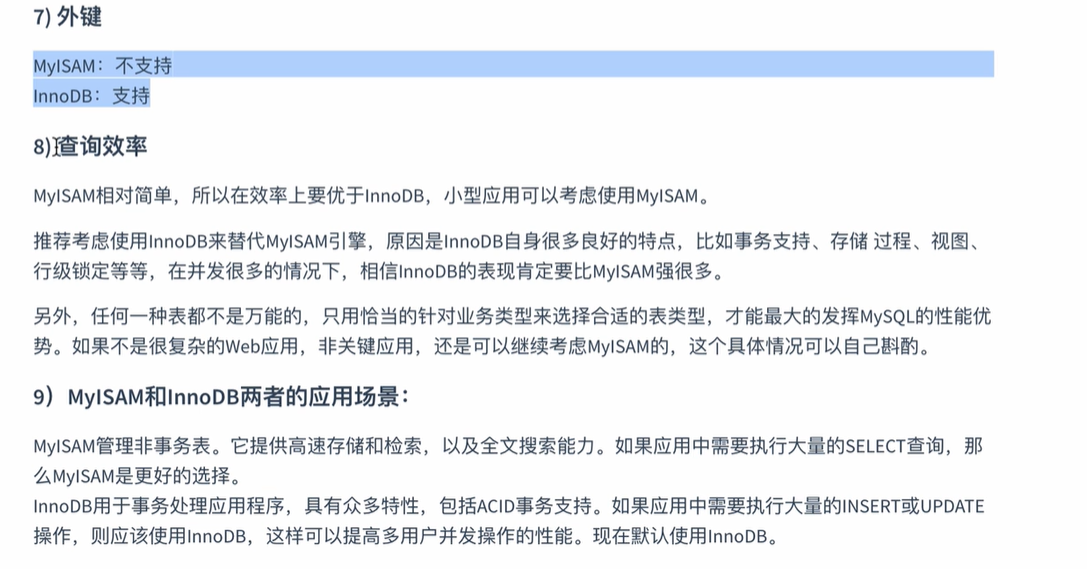 7) 外键
MyISAM：不支持
InnoDB：支持
8)查询效率
MyISAM相对简单，所以在效率上要优于InnoDB，小型应用可以考虑使用MyISAM。
推荐考虑使用InnoDB来替代MyISAM引擎，原因是InnoDB自身很多良好的特点，比如事务支持、存储 过程、视图、
行级锁定等等，在并发很多的情况下，相信InnoDB的表现肯定要比MyISAM强很多。
另外，任何一种表都不是万能的，只用恰当的针对业务类型来选择合适的表类型，才能最大的发挥MySQL的性能优
势。如果不是很复杂的Web应用，非关键应用，还是可以继续考虑MyISAM的，这个具体情况可以自己斟酌。
9）MyISAM和InnoDB两者的应用场景：
MyISAM管理非事务表。它提供高速存储和检索，以及全文搜索能力。如果应用中需要执行大量的SELECT查询，那
么MyISAM是更好的选择。
InnoDB用于事务处理应用程序，具有众多特性，包括ACID事务支持。如果应用中需要执行大量的INSERT或UPDATE
操作，则应该使用InnoDB，这样可以提高多用户并发操作的性能。现在默认使用InnoDB。